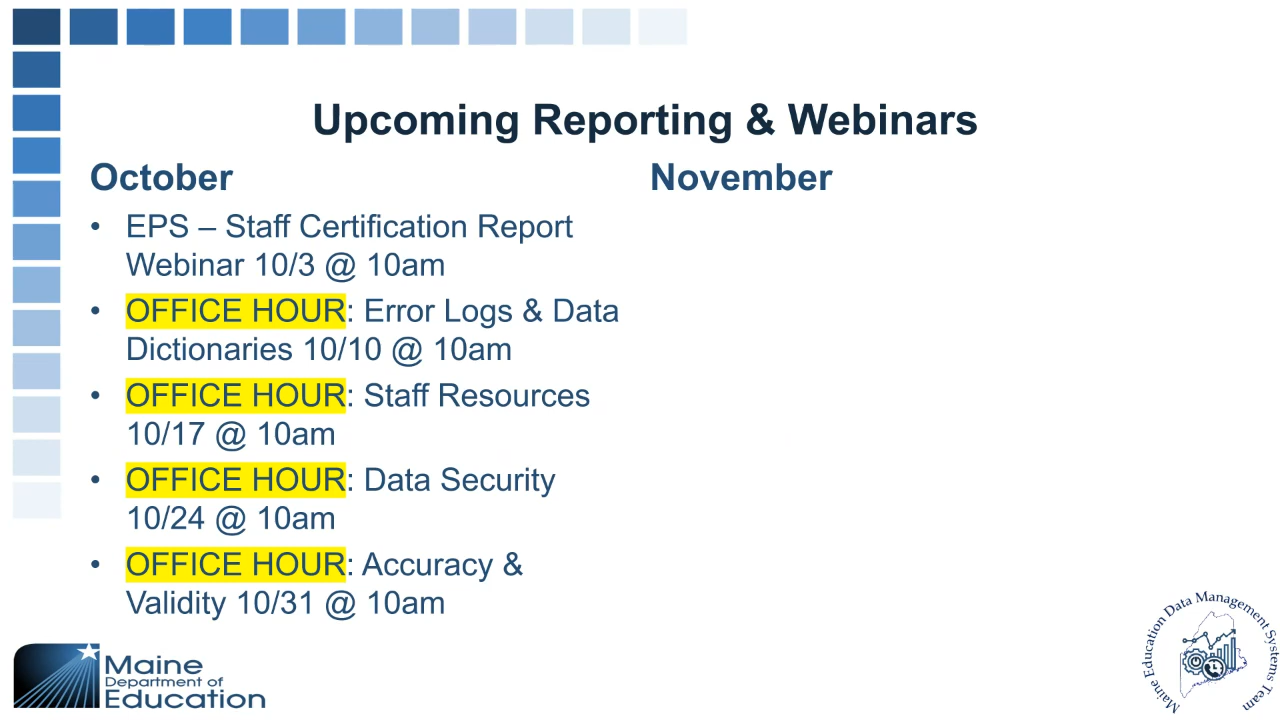 Upcoming Reporting & Webinars
October
• EPS – Staff Certification Report
Webinar 10/3 @ 10am
• OFFICE HOUR: Error Logs & Data
Dictionaries 10/10 @ 10am
• OFFICE HOUR: Staff Resources
10/17 @ 10am
• OFFICE HOUR: Data Security
10/24 @ 10am
• OFFICE HOUR: Accuracy &
Validity 10/31 @ 10am
November
Maine
Department of
Education
Maine Education Data Management Systems Team